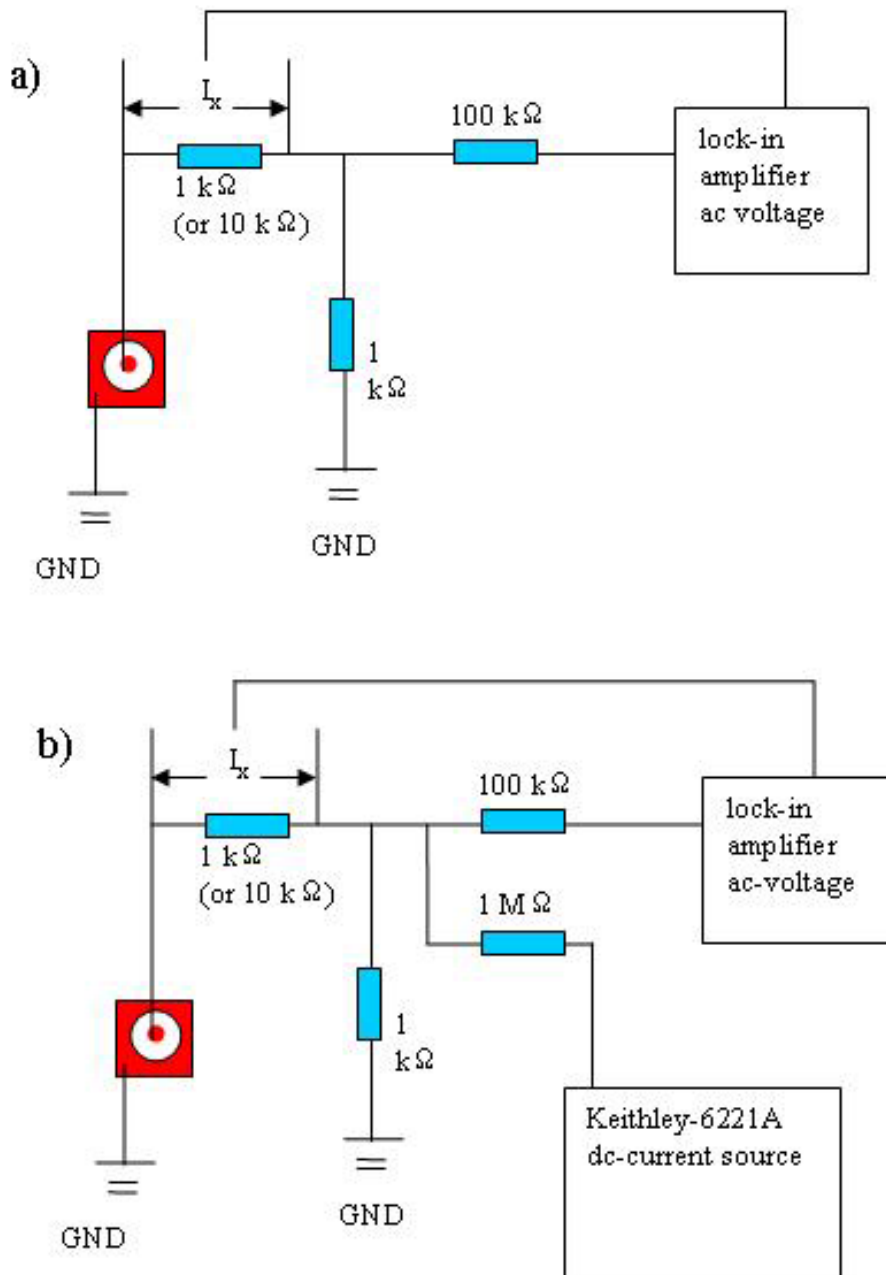 a)
I_x
1 kΩ
(or 10 kΩ)
100 kΩ
lock-in
amplifier
ac voltage
1
kΩ
GND
GND
b)
I_x
1 kΩ
(or 10 kΩ)
100 kΩ
lock-in
amplifier
ac-voltage
1 MΩ
1
kΩ
Keithley-6221A
dc-current source
GND
GND